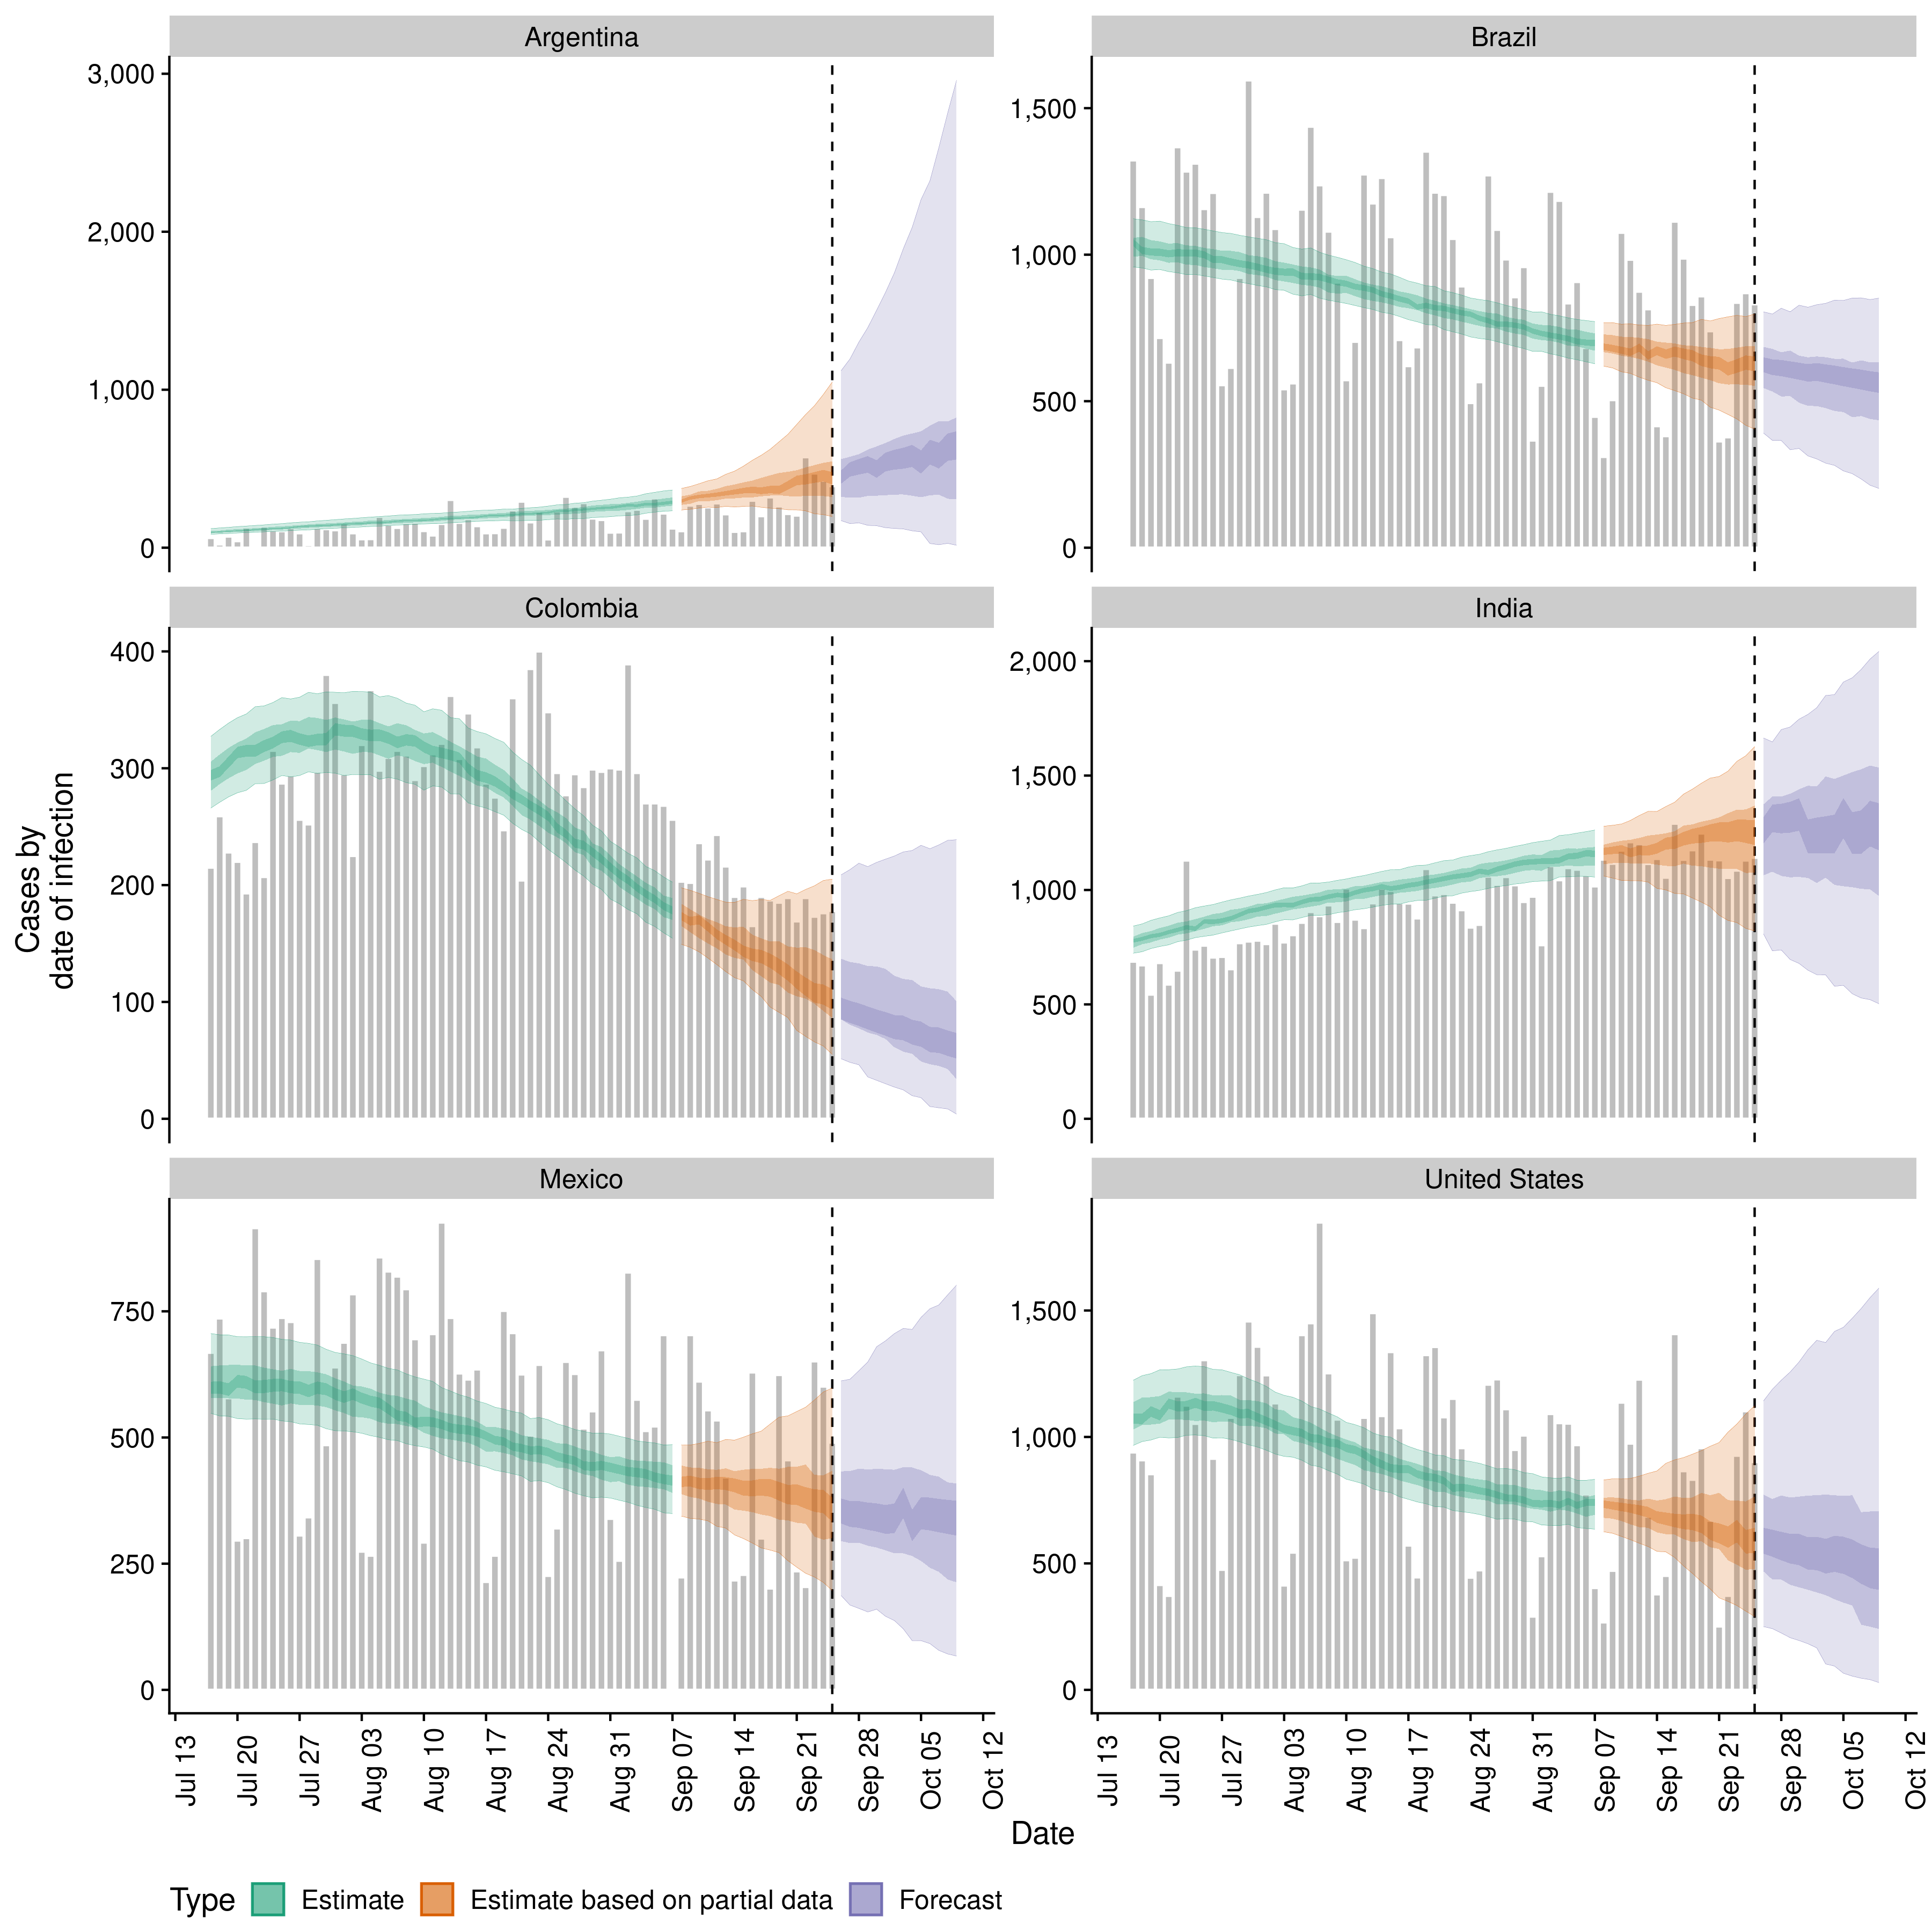 Argentina
Brazil
3,000
2,000
1,000
0
1,500
1,000
500
0
Colombia
India
400
300
200
100
0
2,000
1,500
1,000
500
0
Cases by
date of infection
Mexico
United States
750
500
250
0
1,500
1,000
500
0
Jul 13
Jul 20
Jul 27
Aug 03
Aug 10
Aug 17
Aug 24
Aug 31
Sep 07
Sep 14
Sep 21
Sep 28
Oct 05
Oct 12
Jul 13
Jul 20
Jul 27
Aug 03
Aug 10
Aug 17
Aug 24
Aug 31
Sep 07
Sep 14
Sep 21
Sep 28
Oct 05
Oct 12
Date
Type Estimate Estimate based on partial data Forecast